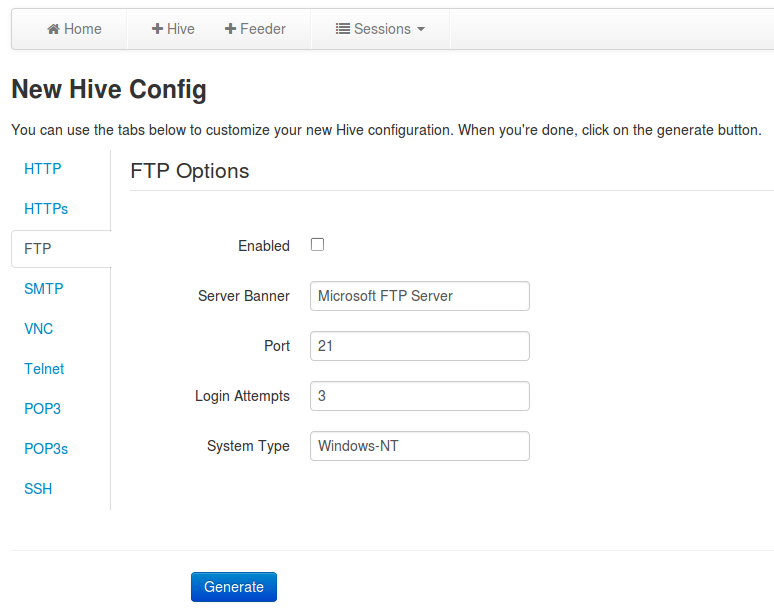 Home Hive Feeder Sessions
New Hive Config
You can use the tabs below to customize your new Hive configuration. When you're done, click on the generate button.
HTTP
HTTPs
FTP
SMTP
VNC
Telnet
POP3
POP3s
SSH
FTP Options
Enabled
Server Banner Microsoft FTP Server
Port 21
Login Attempts 3
System Type Windows-NT
Generate